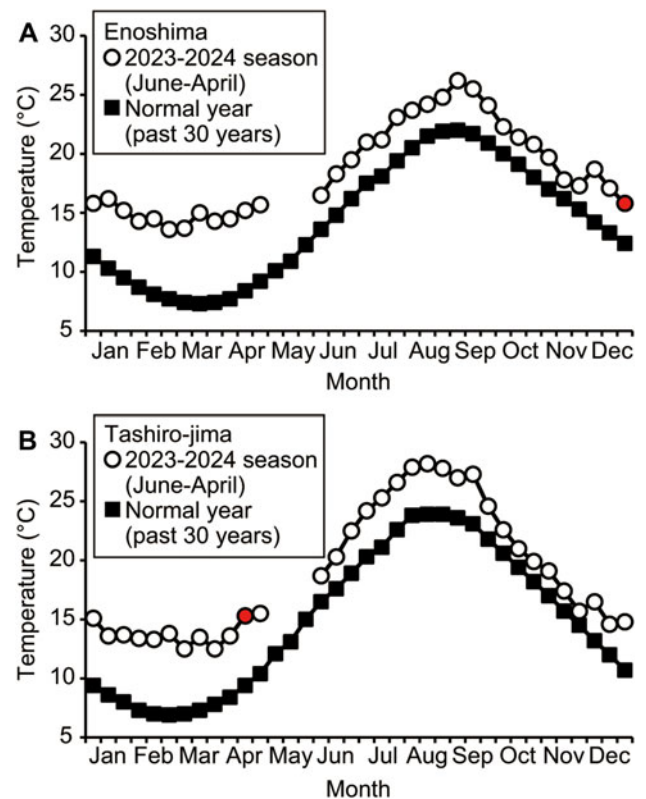 A
30
Enoshima
2023-2024 season
(June-April)
Normal year
(past 30 years)
25
20
15
10
5
Temperature (°C)
Jan Feb Mar Apr May Jun Jul Aug Sep Oct Nov Dec
Month
B
30
Tashiro-jima
2023-2024 season
(June-April)
Normal year
(past 30 years)
25
20
15
10
5
Temperature (°C)
Jan Feb Mar Apr May Jun Jul Aug Sep Oct Nov Dec
Month